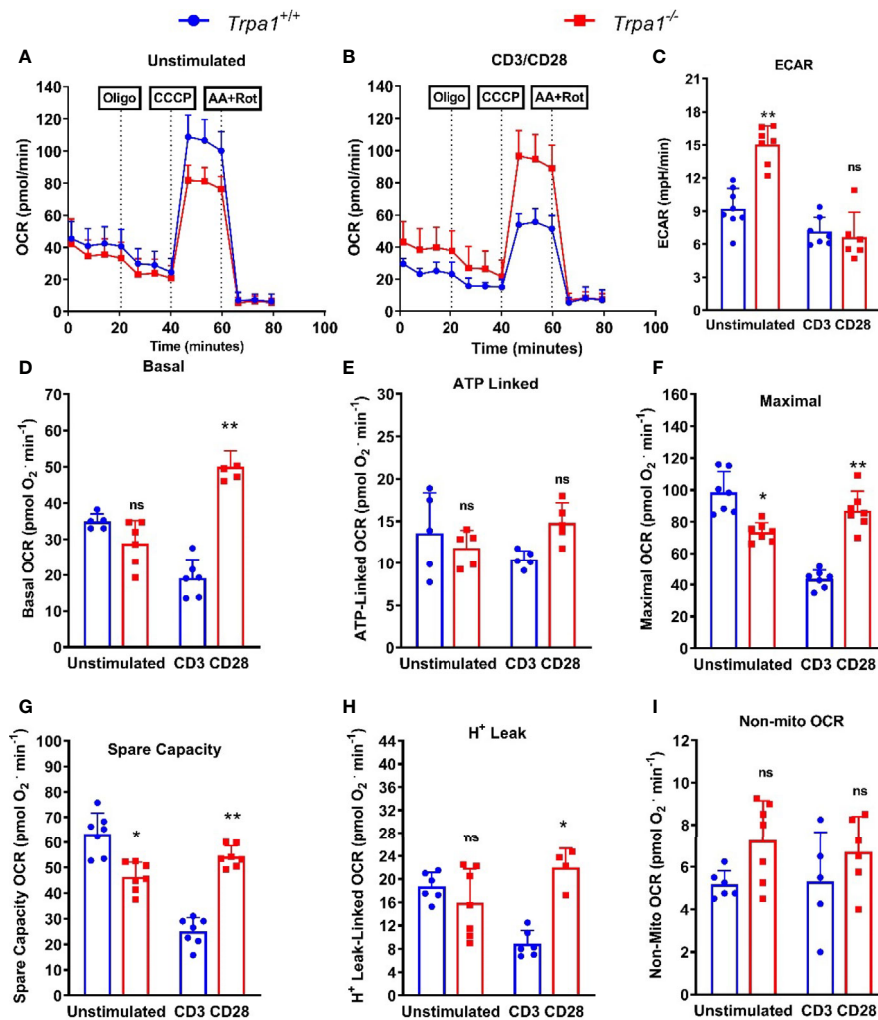 Trpa1+/+ Trpa1-/-
A Unstimulated
Oligo CCCP AA+Rot
OCR (pmol/min)
140
120
100
80
60
40
20
0
0 20 40 60 80 100
Time (minutes)
B CD3/CD28
Oligo CCCP AA+Rot
OCR (pmol/min)
140
120
100
80
60
40
20
0
0 20 40 60 80 100
Time (minutes)
C ECAR
ECAR (mpH/min)
18
15
12
9
6
3
0
**
ns
Unstimulated CD3 CD28
D Basal
Basal OCR (pmol O2 · min-1)
70
60
50
40
30
20
10
0
ns
**
Unstimulated CD3 CD28
E ATP Linked
ATP-Linked OCR (pmol O2 · min-1)
30
25
20
15
10
5
0
ns
ns
Unstimulated CD3 CD28
F Maximal
Maximal OCR (pmol O2 · min-1)
160
140
120
100
80
60
40
20
0
*
**
Unstimulated CD3 CD28
G Spare Capacity
Spare Capacity OCR (pmol O2 · min-1)
100
90
80
70
60
50
40
30
20
10
0
*
**
Unstimulated CD3 CD28
H H+ Leak
H+ Leak-Linked OCR (pmol O2 · min-1)
44
40
36
32
28
24
20
16
12
8
4
0
ns
*
Unstimulated CD3 CD28
I Non-mito OCR
Non-Mito OCR (pmol O2 · min-1)
12
10
8
6
4
2
0
ns
ns
Unstimulated CD3 CD28